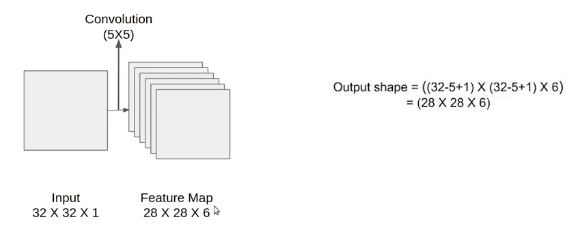 Convolution
(5X5)
Output shape = ((32-5+1) X (32-5+1) X 6)
= (28 X 28 X 6)
Input
32 X 32 X 1
Feature Map
28 X 28 X 6